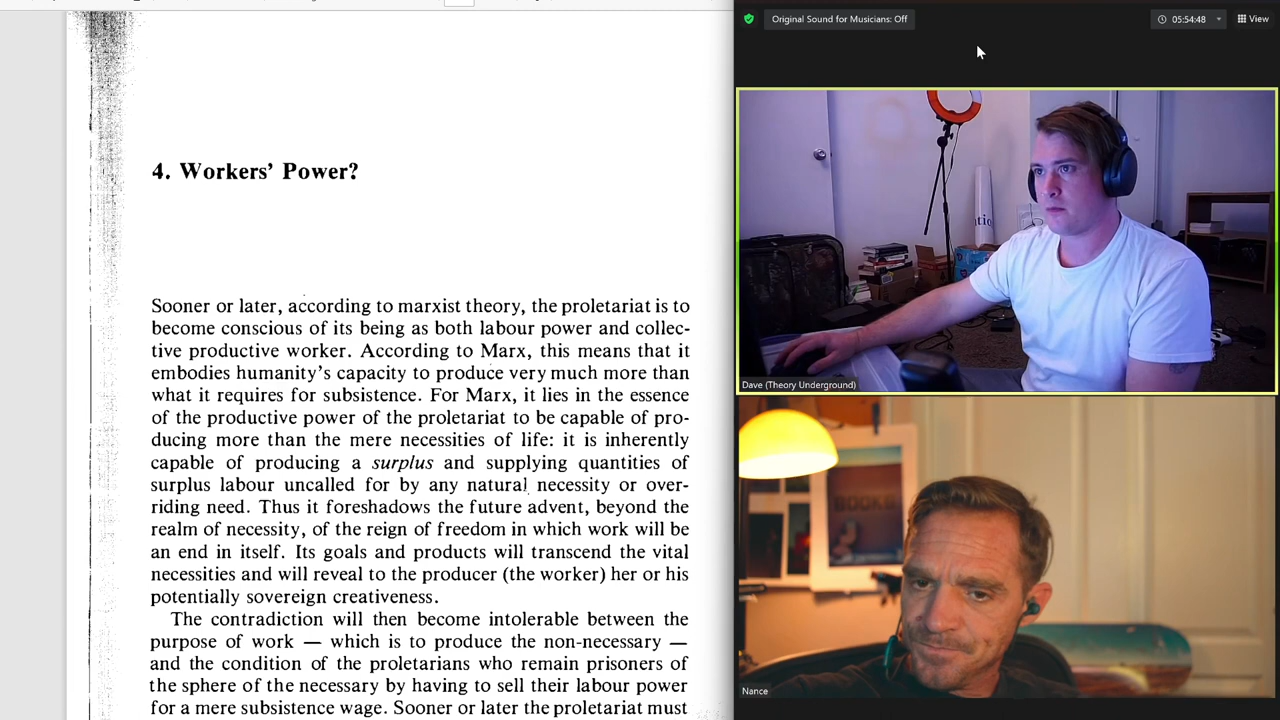 4. Workers' Power?
Sooner or later, according to marxist theory, the proletariat is to
become conscious of its being as both labour power and collec-
tive productive worker. According to Marx, this means that it
embodies humanity's capacity to produce very much more than
what it requires for subsistence. For Marx, it lies in the essence
of the productive power of the proletariat to be capable of pro-
ducing more than the mere necessities of life: it is inherently
capable of producing a surplus and supplying quantities of
surplus labour uncalled for by any natural necessity or over-
riding need. Thus it foreshadows the future advent, beyond the
realm of necessity, of the reign of freedom in which work will be
an end in itself. Its goals and products will transcend the vital
necessities and will reveal to the producer (the worker) her or his
potentially sovereign creativeness.
The contradiction will then become intolerable between the
purpose of work — which is to produce the non-necessary —
and the condition of the proletarians who remain prisoners of
the sphere of the necessary by having to sell their labour power
for a mere subsistence wage. Sooner or later the proletariat must
Original Sound for Musicians: Off
05:54:48
View
Dave (Theory Underground)
BOOKS
Nance